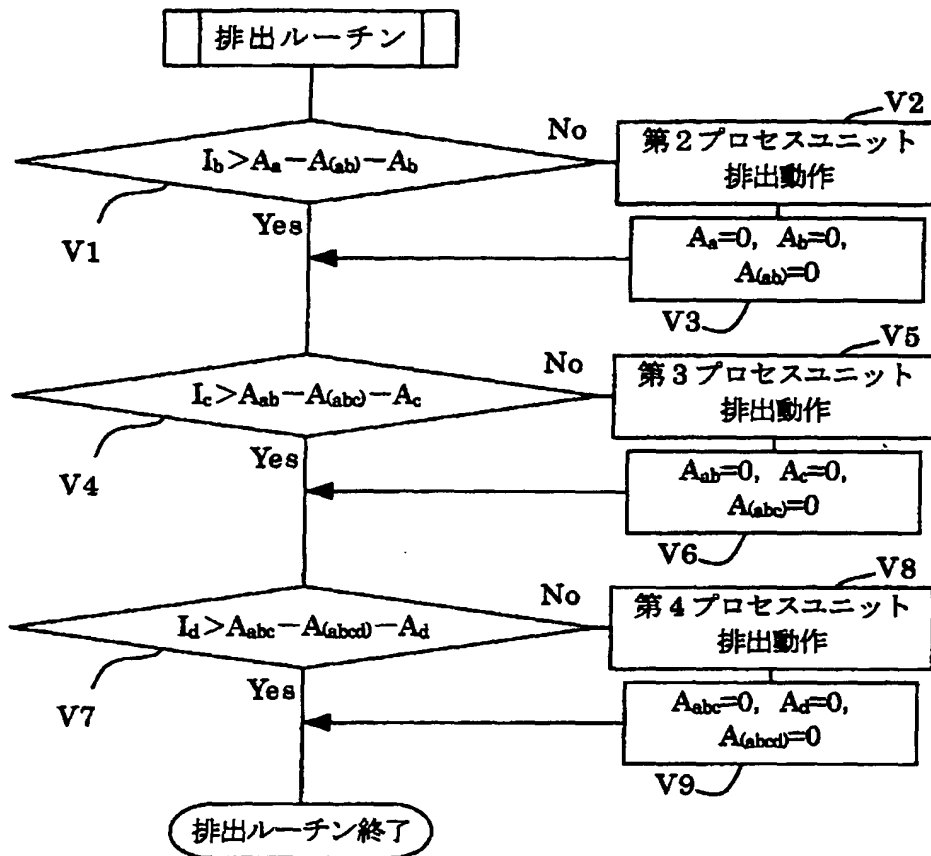 排出ルーチン
V2
No
I_b>A_a−A_(ab)−A_b
第2プロセスユニット
排出動作
V1
Yes
A_a=0, A_b=0,
A_(ab)=0
V3
V5
No
I_c>A_ab−A_(abc)−A_c
第3プロセスユニット
排出動作
V4
Yes
A_ab=0, A_c=0,
A_(abc)=0
V6
V8
No
I_d>A_abc−A_(abcd)−A_d
第4プロセスユニット
排出動作
V7
Yes
A_abc=0, A_d=0,
A_(abcd)=0
V9
排出ルーチン終了